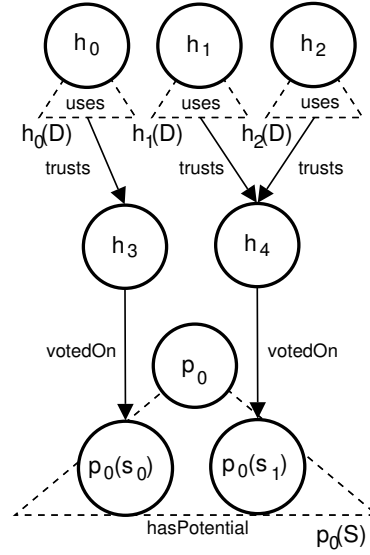 h0 h1 h2
uses uses uses
h0(D) h1(D) h2(D)
trusts trusts trusts
h3 h4
votedOn votedOn
p0
p0(s0) p0(s1)
hasPotential
p0(S)